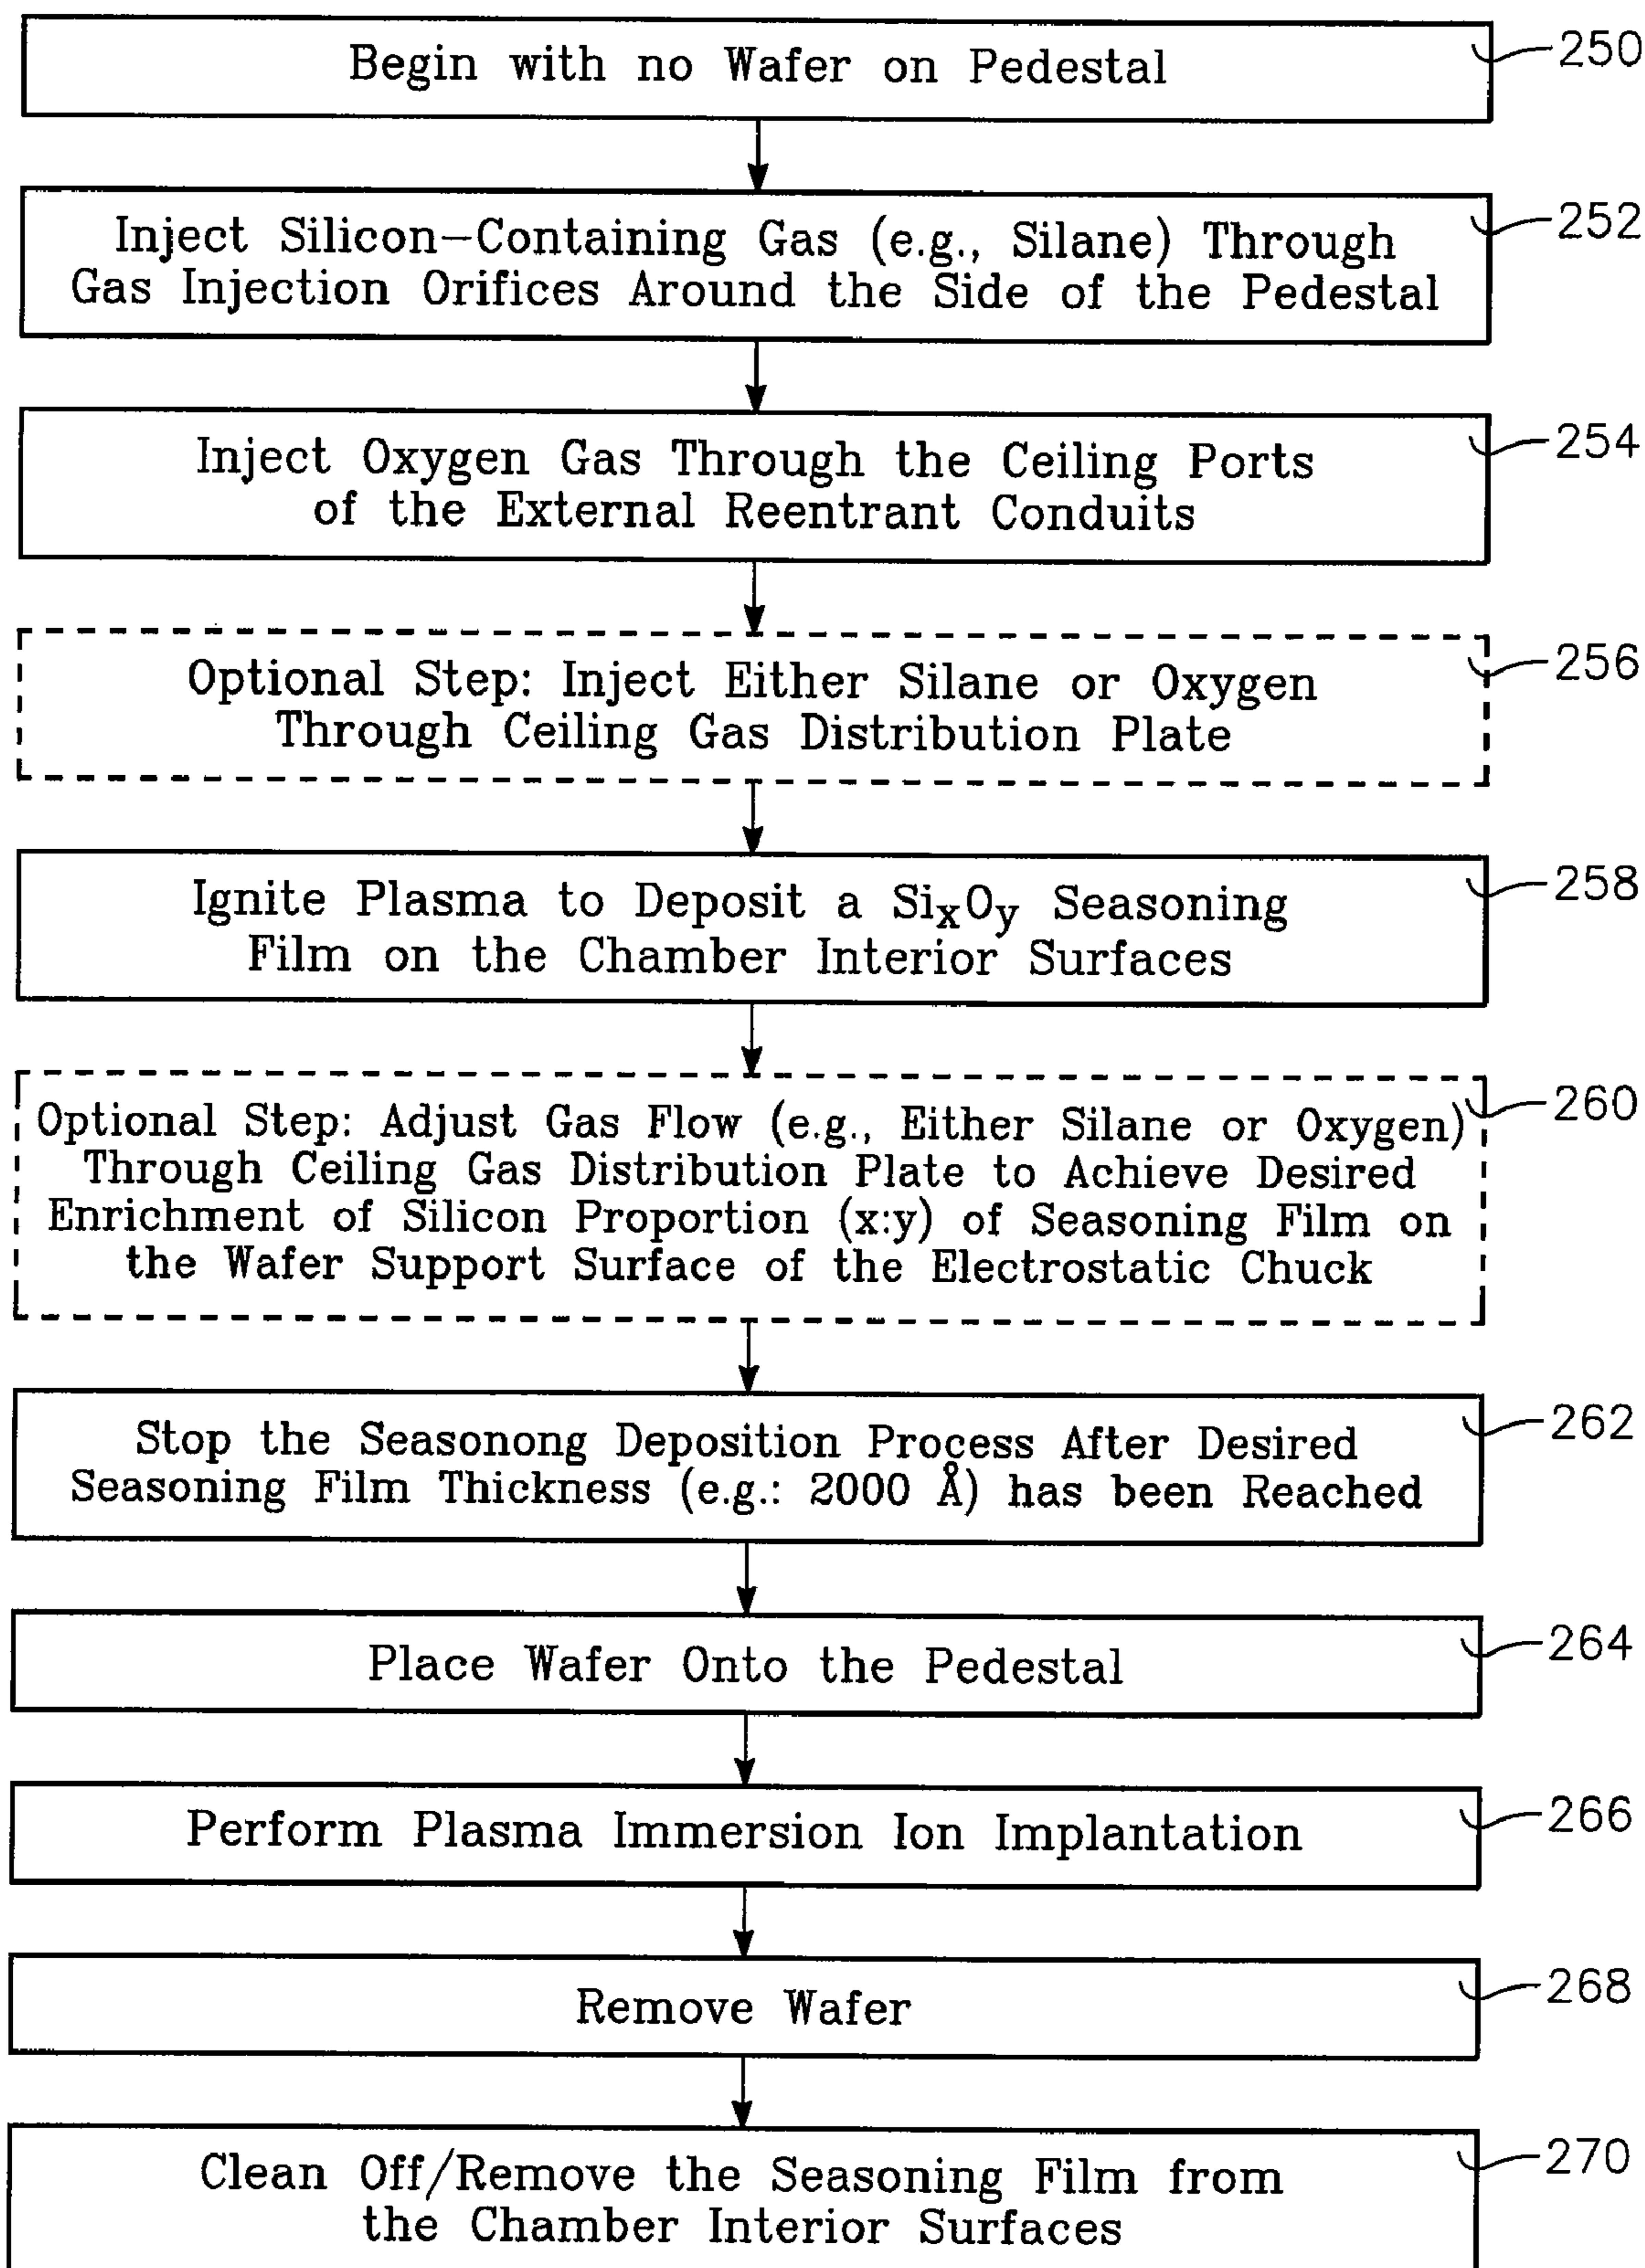 Begin with no Wafer on Pedestal
250
Inject Silicon-Containing Gas (e.g., Silane) Through
Gas Injection Orifices Around the Side of the Pedestal
252
Inject Oxygen Gas Through the Ceiling Ports
of the External Reentrant Conduits
254
Optional Step: Inject Either Silane or Oxygen
Through Ceiling Gas Distribution Plate
256
Ignite Plasma to Deposit a SixOy Seasoning
Film on the Chamber Interior Surfaces
258
Optional Step: Adjust Gas Flow (e.g., Either Silane or Oxygen)
Through Ceiling Gas Distribution Plate to Achieve Desired
Enrichment of Silicon Proportion (x:y) of Seasoning Film on
the Wafer Support Surface of the Electrostatic Chuck
260
Stop the Seasonong Deposition Process After Desired
Seasoning Film Thickness (e.g.: 2000 Å) has been Reached
262
Place Wafer Onto the Pedestal
264
Perform Plasma Immersion Ion Implantation
266
Remove Wafer
268
Clean Off/Remove the Seasoning Film from
the Chamber Interior Surfaces
270